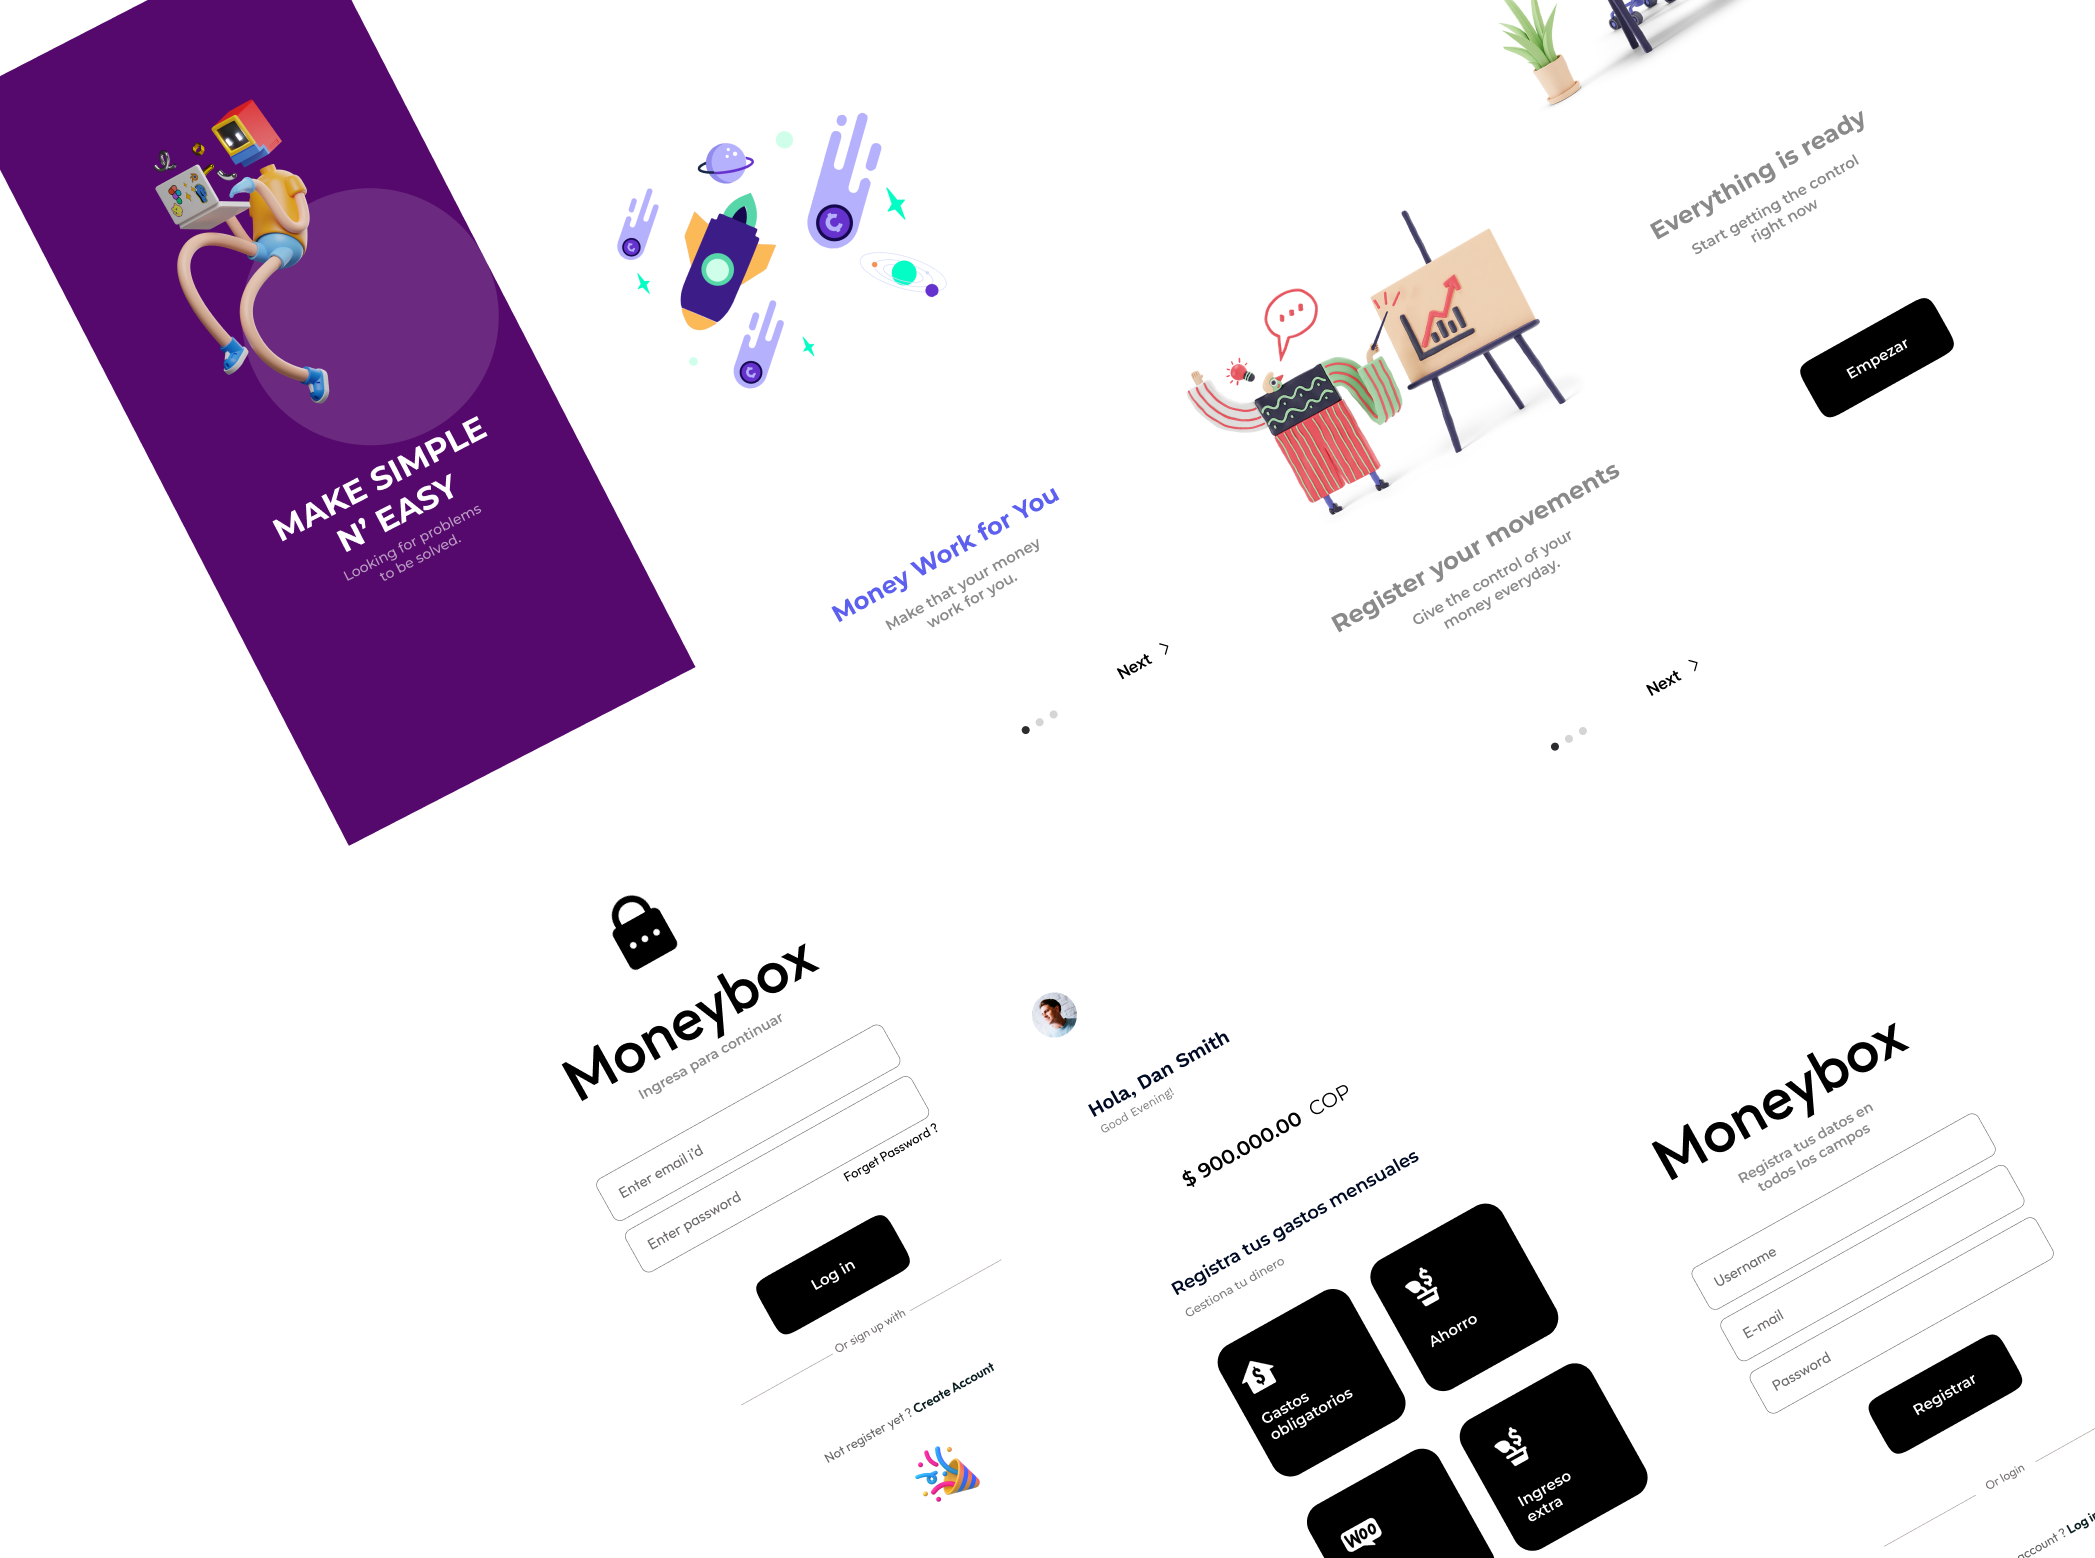 MAKE SIMPLE
N' EASY
Looking for problems
to be solved.
Money Work for You
Make that your money
work for you.
Next
Register your movements
Give the control of your
money everyday.
Next
Everything is ready
Start getting the control
right now
Empezar
Moneybox
Ingresa para continuar
Enter email i'd
Enter password
Forget Password ?
Log in
Or sign up with
Not register yet ? Create Account
Hola, Dan Smith
Good Evening!
$ 900.000.00 COP
Registra tus gastos mensuales
Gestiona tu dinero
Gastos
obligatorios
Ahorro
Woo
Ingreso
extra
Moneybox
Registra tus datos en
todos los campos
Username
E-mail
Password
Registrar
Or login
account ? Log in